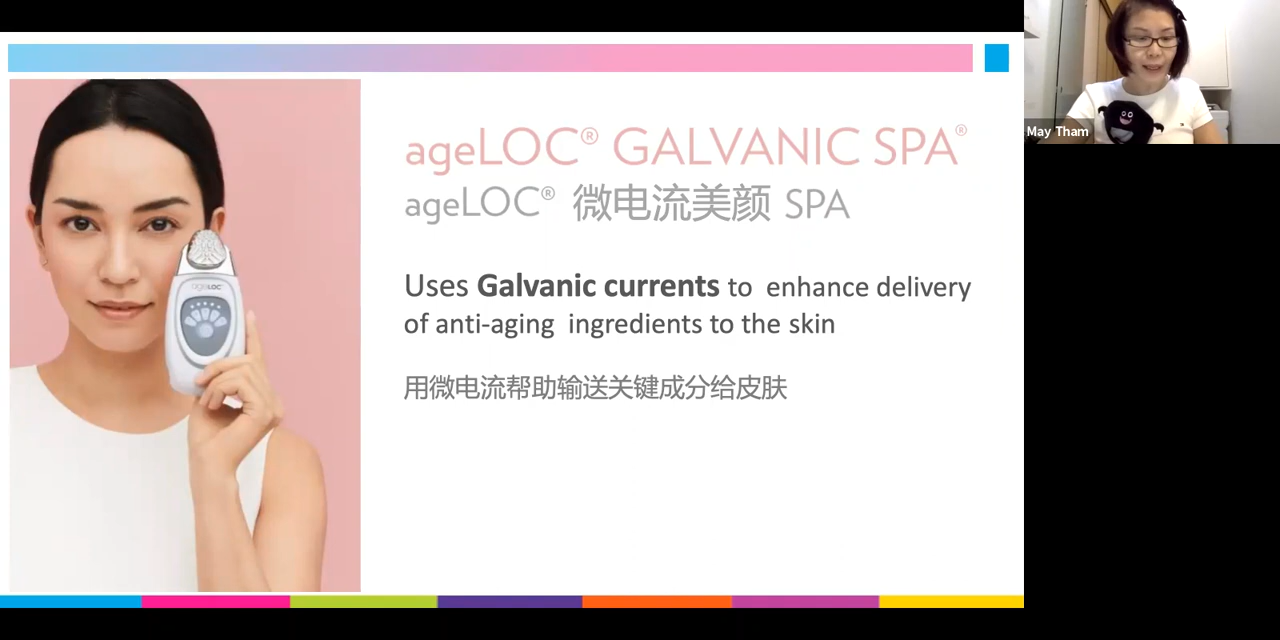 ageLOC® GALVANIC SPA®
ageLOC® 微电流美颜 SPA
Uses Galvanic currents to enhance delivery
of anti-aging ingredients to the skin
用微电流帮助输送关键成分给皮肤
ageLOC
May Tham